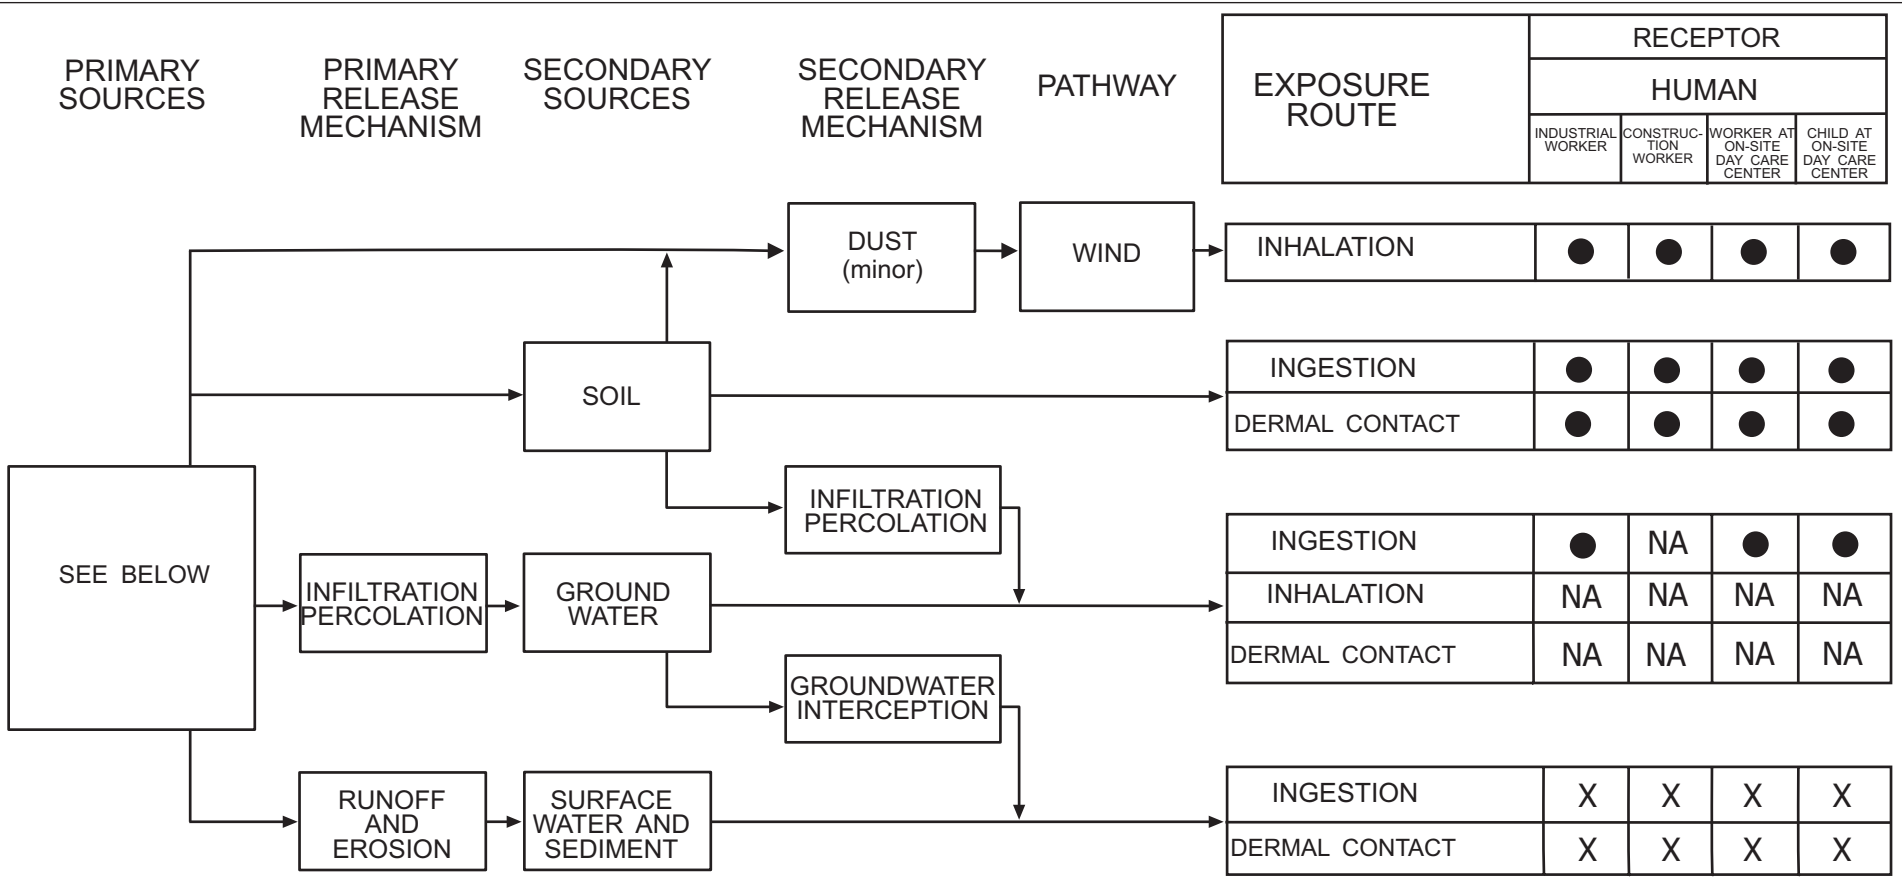 PRIMARY
SOURCES
PRIMARY
RELEASE
MECHANISM
SECONDARY
SOURCES
SECONDARY
RELEASE
MECHANISM
PATHWAY
EXPOSURE
ROUTE
RECEPTOR
HUMAN
INDUSTRIAL
WORKER
CONSTRUC-
TION
WORKER
WORKER AT
ON-SITE
DAY CARE
CENTER
CHILD AT
ON-SITE
DAY CARE
CENTER
DUST
(minor)
WIND
INHALATION ● ● ● ●
SOIL
INGESTION ● ● ● ●
DERMAL CONTACT ● ● ● ●
SEE BELOW
INFILTRATION
PERCOLATION
GROUND
WATER
INFILTRATION
PERCOLATION
INGESTION ● NA ● ●
INHALATION NA NA NA NA
DERMAL CONTACT NA NA NA NA
GROUNDWATER
INTERCEPTION
RUNOFF
AND
EROSION
SURFACE
WATER AND
SEDIMENT
INGESTION X X X X
DERMAL CONTACT X X X X